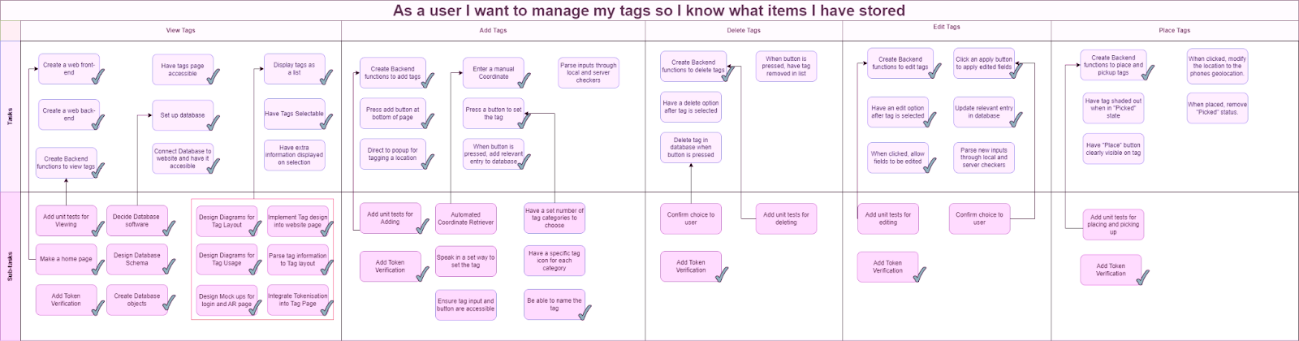 As a user I want to manage my tags so I know what items I have stored
View Tags
Add Tags
Delete Tags
Edit Tags
Place Tags
Tasks
Create a web front-
end
Have tags page
accassible
Display tags as
a list
Create a web back-
end
Set up database
Have Tags Selectable
Create Backend
functions to view tags
Connect Database to
website and have it
accesible
Have extra
information displayed
on selection
Create Backend
functions to add tags
Enter a manual
Coordinate
Parse inputs through
local and server
checkers
Press add button at
bottom of page
Press a button to set
the tag
Direct to popup for
tagging a location
When button is
pressed, add relevant
entry to database
Create Backend
functions to delete tags
When button is
pressed, have tag
removed in list
Have a delete option
after tag is selected
Delete tag in
database when
button is pressed
Create Backend
functions to edit tags
Click an apply button
to apply edited fields
Have an edit option
after tag is selected
Update relevant entry
in database
When clicked, allow
fields to be edited
Parse new inputs
through local and
server checkers
Create Backend
functions to place and
pickup tags
When clicked, modify
the location to the
phones geolocation.
Have tag shaded out
when in "Picked"
state
When placed, remove
"Picked" status.
Have "Place" button
clearly visible on tag
Sub-tasks
Add unit tests for
Viewing
Decide Database
software
Design Diagrams for
Tag Layout
Implement Tag design
into website page
Make a home page
Design Database
Schema
Design Diagrams for
Tag Usage
Parse tag information
to Tag layout
Add Token
Verification
Create Database
objects
Design Mock ups for
login and AR page
Integrate Tokenisation
into Tag Page
Add unit tests for
Adding
Automated
Coordinate Retriever
Have a set number of
tag categories to
choose
Add Token
Verification
Speak in a set way to
set the tag
Have a specific tag
icon for each
category
Ensure tag input and
button are accessible
Be able to name the
tag
Confirm choice to
user
Add unit tests for
deleting
Add Token
Verification
Add unit tests for
editing
Confirm choice to
user
Add Token
Verification
Add unit tests for
placing and picking
up
Add Token
Verification